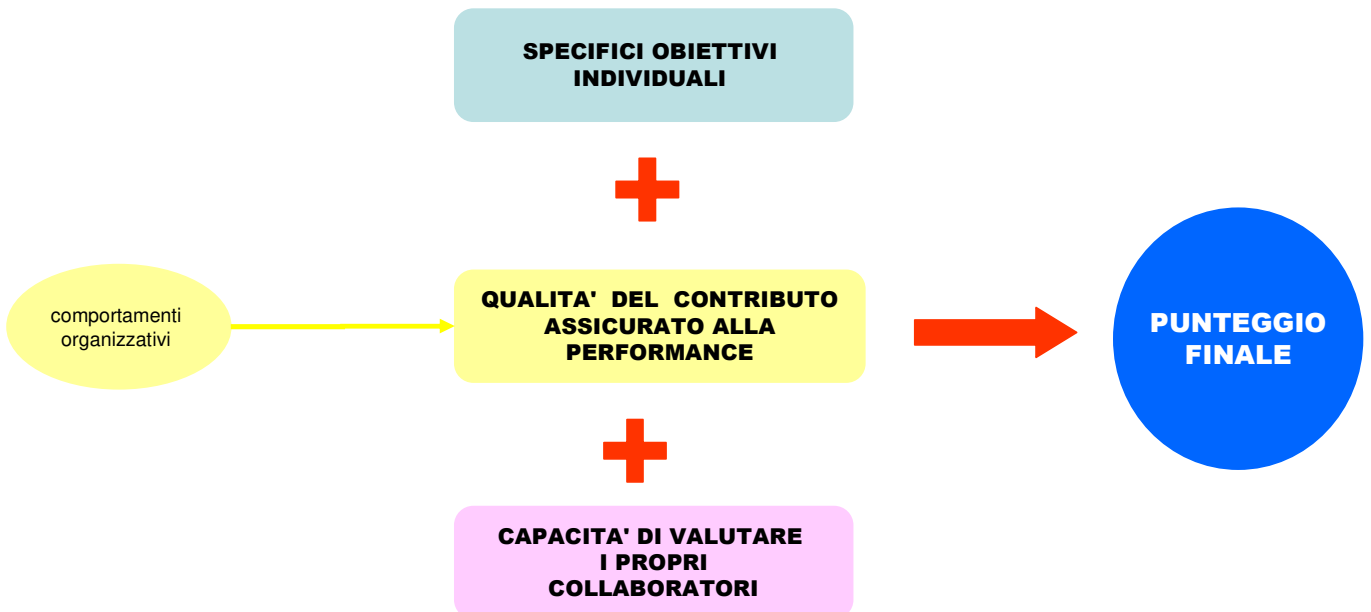 SPECIFICI OBIETTIVI
INDIVIDUALI
comportamenti
organizzativi
QUALITA' DEL CONTRIBUTO
ASSICURATO ALLA
PERFORMANCE
PUNTEGGIO
FINALE
CAPACITA' DI VALUTARE
I PROPRI
COLLABORATORI